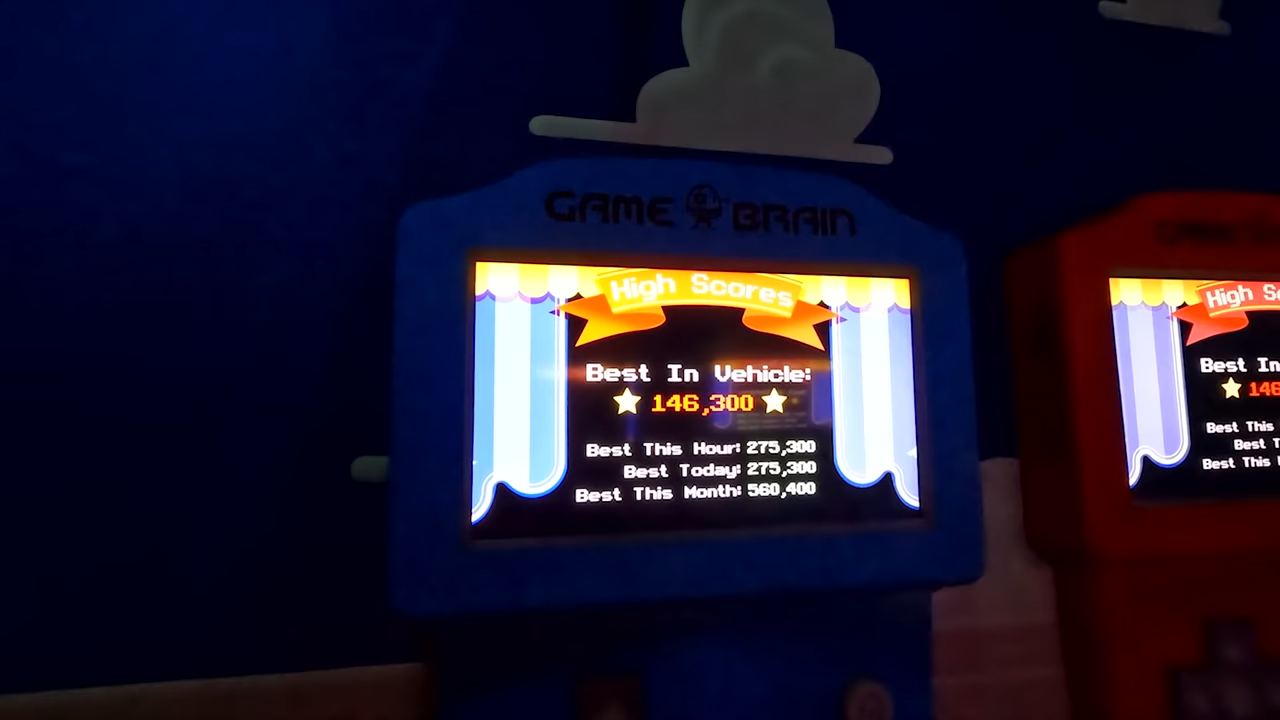 GAME BRAIN
High Scores
Best In Vehicle:
146,300
Best This Hour: 275,300
Best Today: 275,300
Best This Month: 560,400
High
Best In
146
Best This
Best
Best This